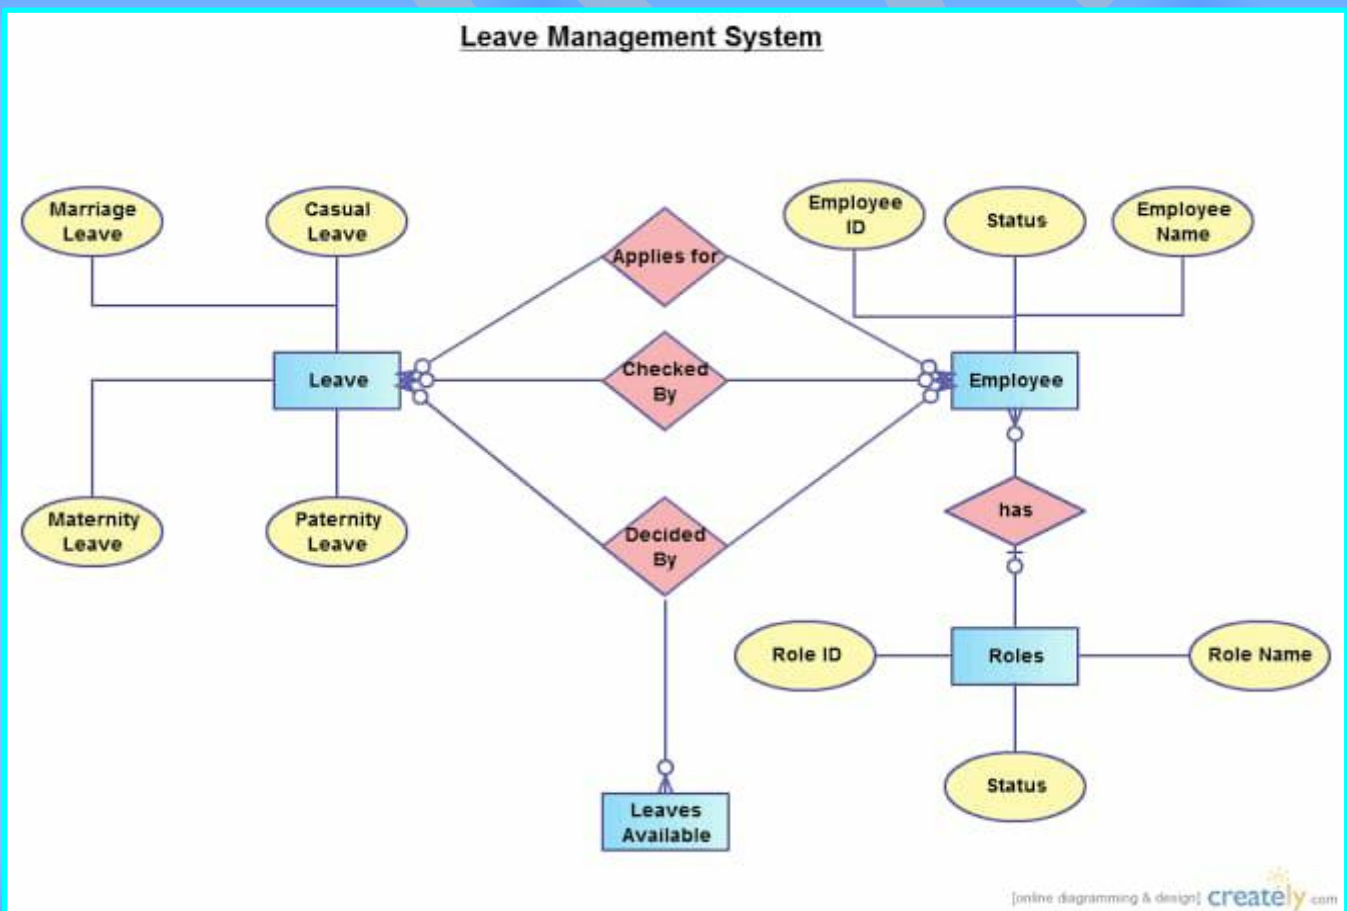 Leave Management System
Marriage
Leave
Casual
Leave
Applies for
Employee
ID
Status
Employee
Name
Leave
Checked
By
Employee
Maternity
Leave
Paternity
Leave
Decided
By
has
Role ID
Roles
Role Name
Status
Leaves
Available
[online diagramming & design] creately.com